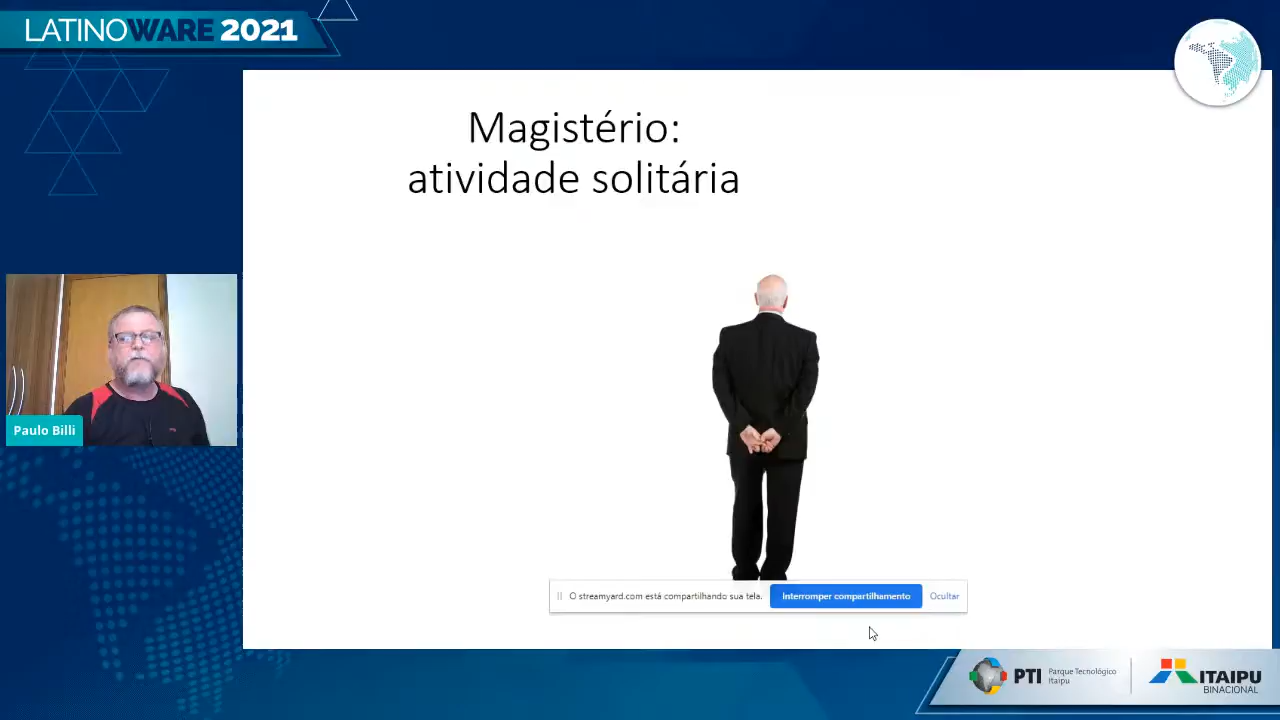 LATINOWARE 2021
Magistério:
atividade solitária
Paulo Billi
O streamyard.com está compartilhando sua tela.
Interromper compartilhamento
Ocultar
PTI
Parque Tecnológico
Itaipu
ITAIPU
BINACIONAL